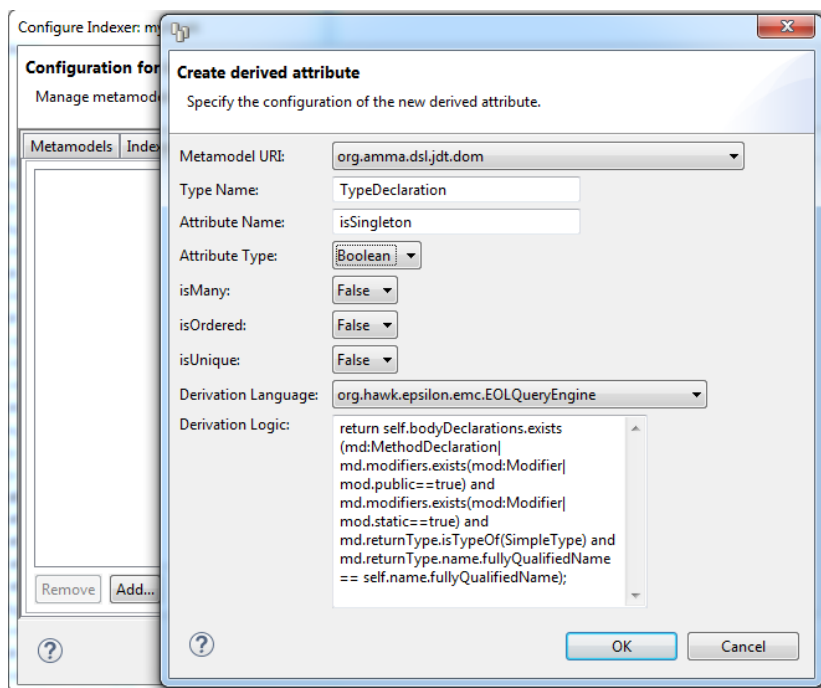 Configure Indexer: my
Configuration for
Manage metamode
Metamodels Index
Remove Add...
Create derived attribute
Specify the configuration of the new derived attribute.
Metamodel URI: org.amma.dsl.jdt.dom
Type Name: TypeDeclaration
Attribute Name: isSingleton
Attribute Type: Boolean
isMany: False
isOrdered: False
isUnique: False
Derivation Language: org.hawk.epsilon.emc.EOLQueryEngine
Derivation Logic: return self.bodyDeclarations.exists
(md:MethodDeclaration|
md.modifiers.exists(mod:Modifier|
mod.public==true) and
md.modifiers.exists(mod:Modifier|
mod.static==true) and
md.returnType.isTypeOf(SimpleType) and
md.returnType.name.fullyQualifiedName
== self.name.fullyQualifiedName);
OK Cancel